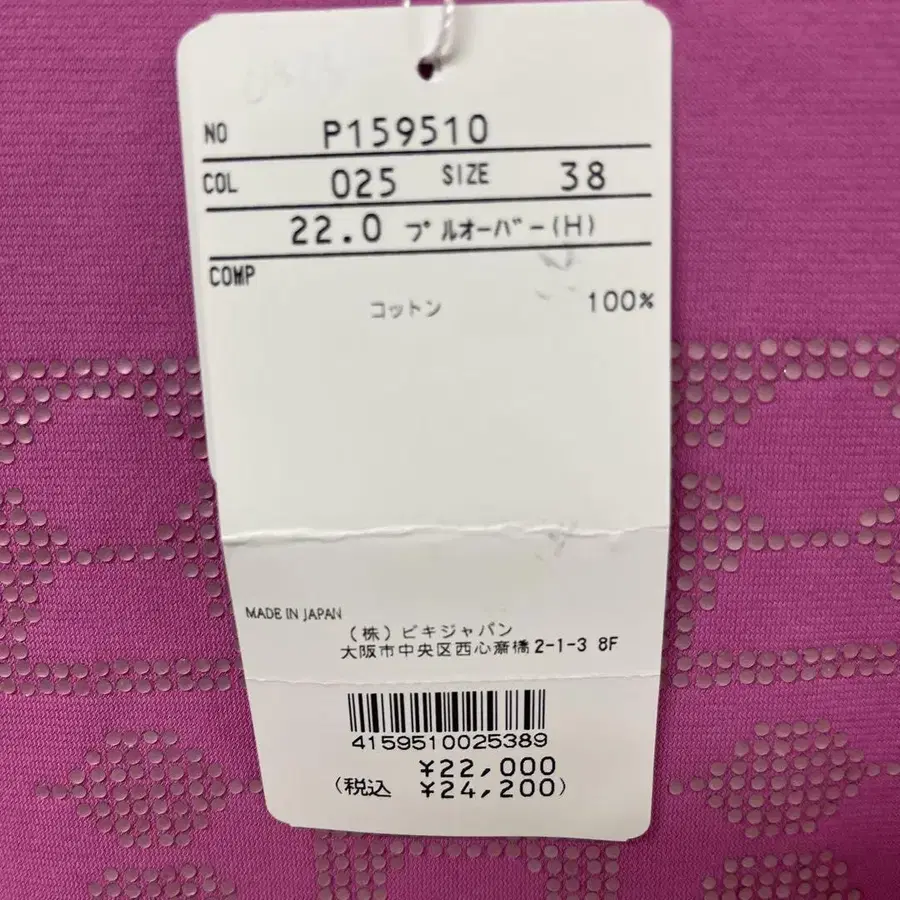 NO P159510
COL 025 SIZE 38
22.0 プルオーバー(H)
COMP
コットン 100%
MADE IN JAPAN
(株)ビキジャパン
大阪市中央区西心斎橋2-1-3 8F
4159510025389
¥22,000
(税込 ¥24,200)